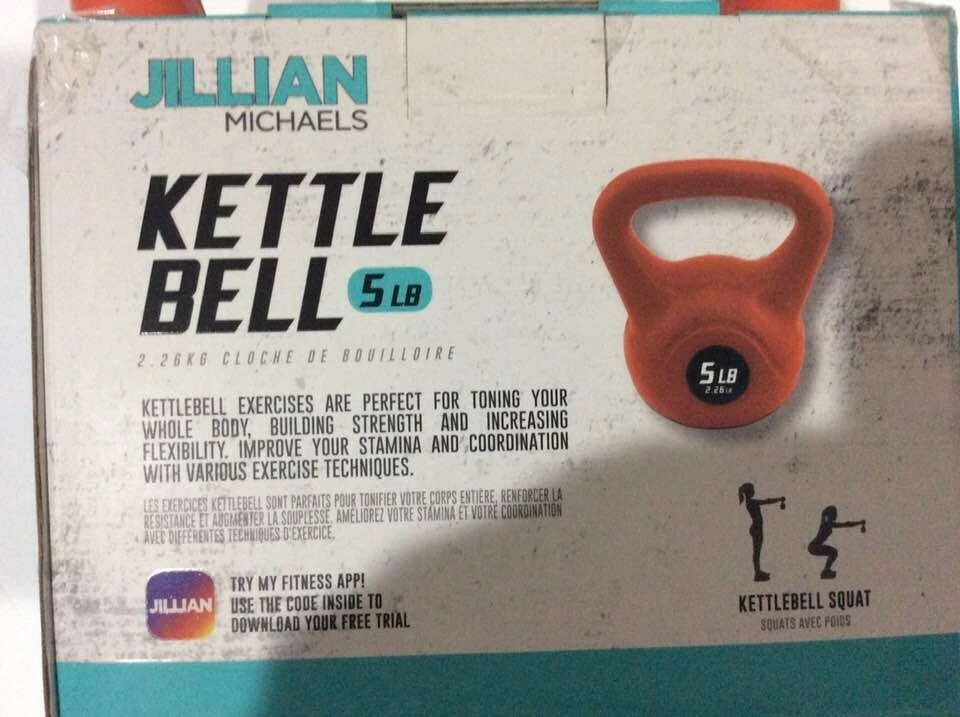 JILLIAN
MICHAELS
KETTLE
BELL 5 LB
2.26KG CLOCHE DE BOUILLOIRE
KETTLEBELL EXERCISES ARE PERFECT FOR TONING YOUR
WHOLE BODY, BUILDING STRENGTH AND INCREASING
FLEXIBILITY. IMPROVE YOUR STAMINA AND COORDINATION
WITH VARIOUS EXERCISE TECHNIQUES.
LES EXERCICES KETTLEBELL SONT PARFAITS POUR TONIFIER VOTRE CORPS ENTIÈRE, RENFORCER LA
RÉSISTANCE ET AUGMENTER LA SOUPLESSE. AMÉLIOREZ VOTRE STAMINA ET VOTRE COORDINATION
AVEC DIFFÉRENTES TECHNIQUES D'EXERCICE.
JILLIAN
TRY MY FITNESS APP!
USE THE CODE INSIDE TO
DOWNLOAD YOUR FREE TRIAL
5 LB
2.26
KETTLEBELL SQUAT
SQUATS AVEC POIDS